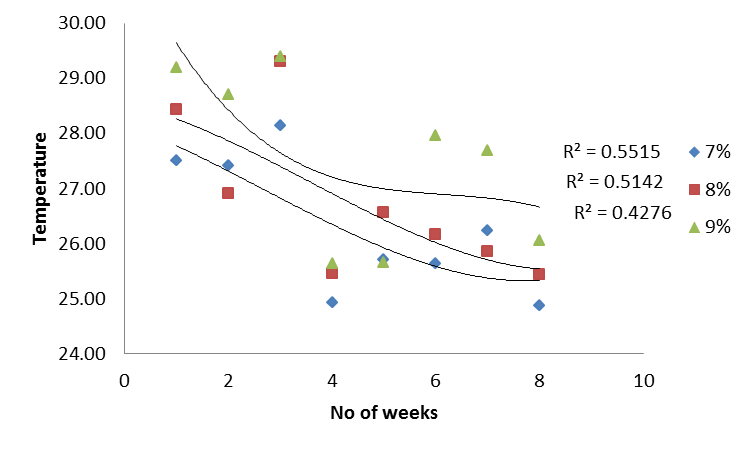 30.00
29.00
28.00
27.00
26.00
25.00
24.00
Temperature
0 2 4 6 8 10
No of weeks
R² = 0.5515
R² = 0.5142
R² = 0.4276
7%
8%
9%